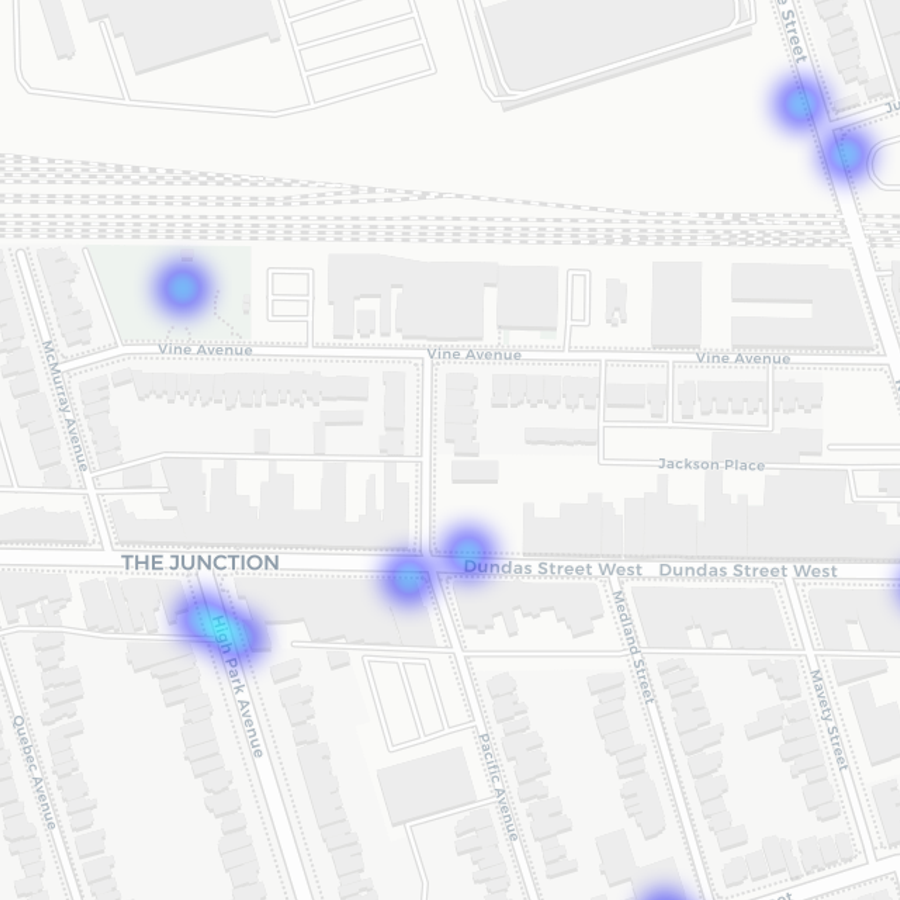 Street
Vine Avenue
Vine Avenue
Vine Avenue
McMurray Avenue
Jackson Place
THE JUNCTION
Dundas Street West
Dundas Street West
High Park Avenue
Medland Street
Mavety Street
Quebec Avenue
Pacific Avenue